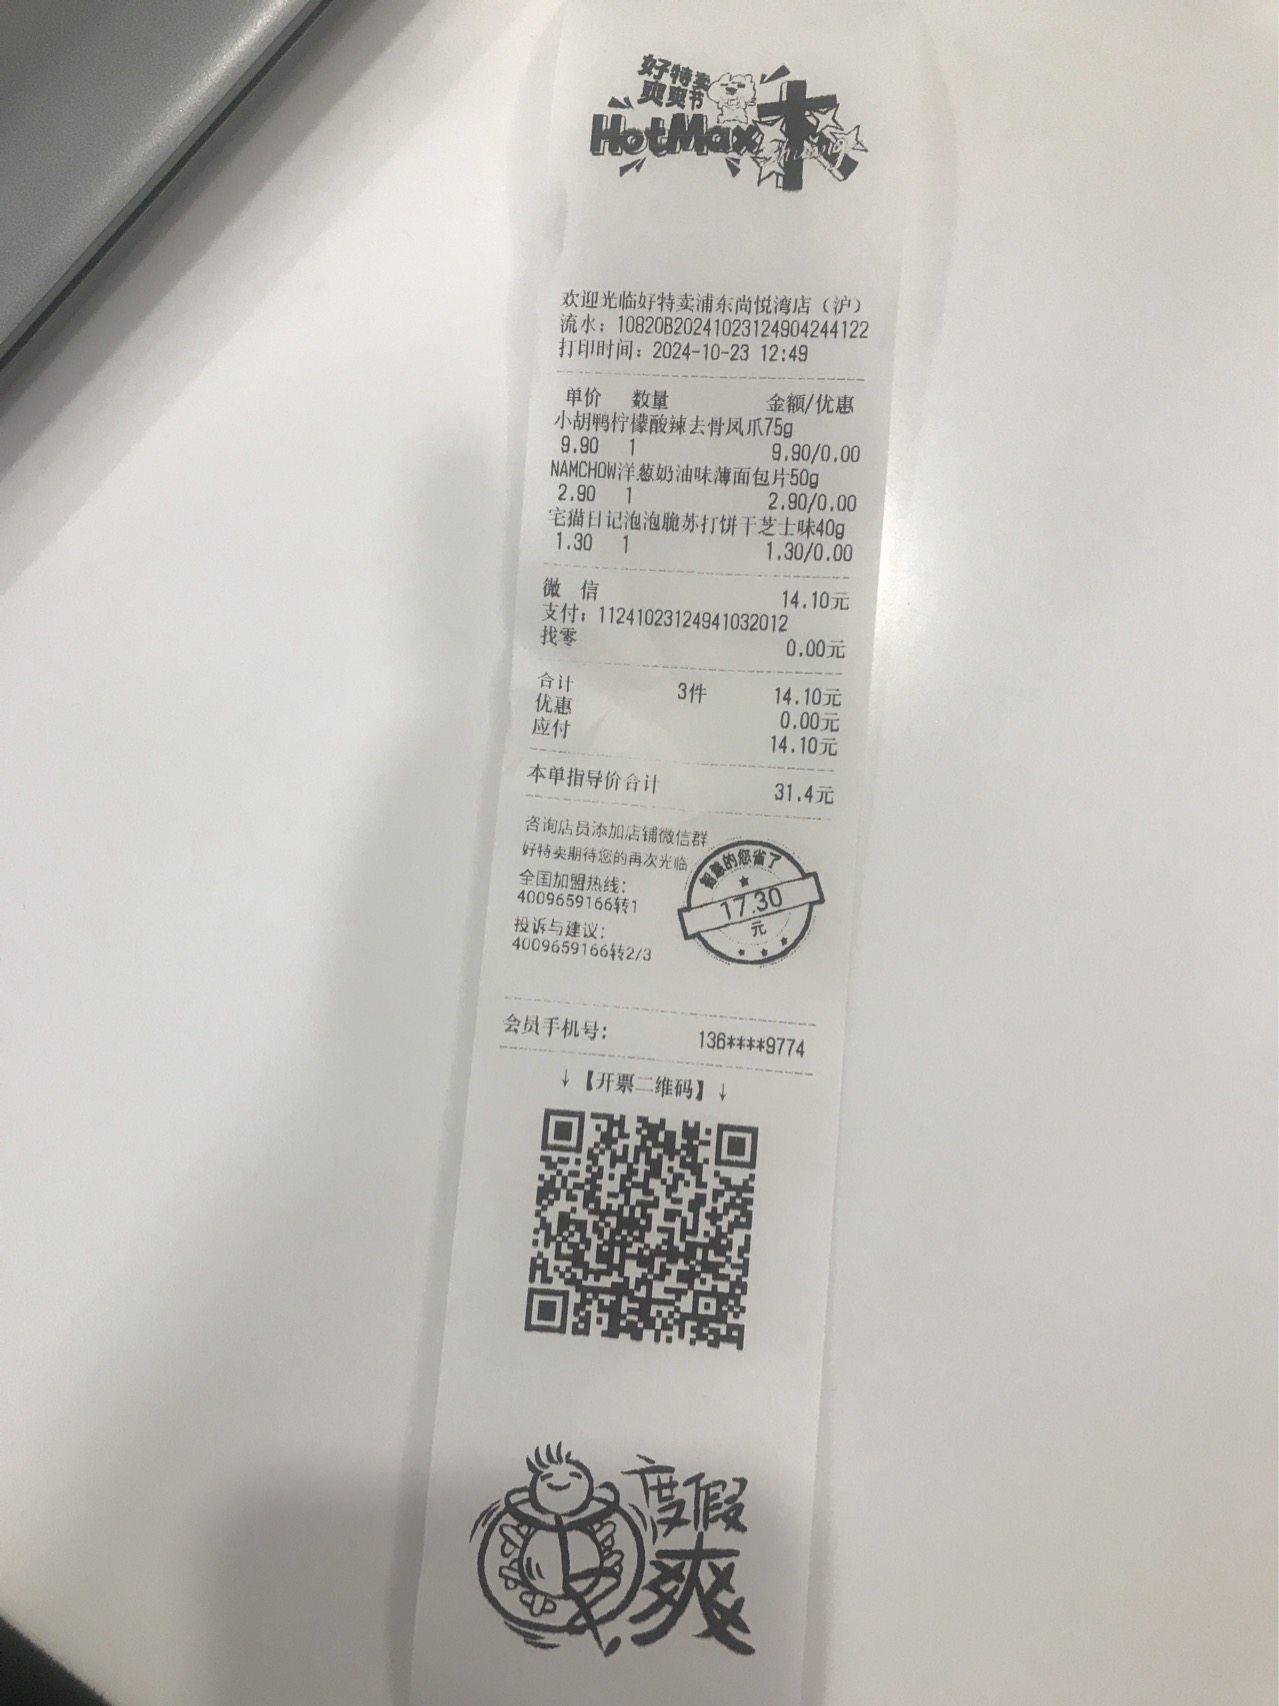 好特卖
爽爽节
HotMax
Shuang
欢迎光临好特卖浦东尚悦湾店（沪）
流水：10820B20241023124904244122
打印时间：2024-10-23 12:49
单价 数量 金额/优惠
小胡鸭柠檬酸辣去骨凤爪75g
9.90 1 9.90/0.00
NAMCHOW洋葱奶油味薄面包片50g
2.90 1 2.90/0.00
宅猫日记泡泡脆苏打饼干芝士味40g
1.30 1 1.30/0.00
微 信 14.10元
支付：11241023124941032012
找零 0.00元
合计 3件 14.10元
优惠 0.00元
应付 14.10元
本单指导价合计 31.4元
咨询店员添加店铺微信群
好特卖期待您的再次光临
全国加盟热线：
4009659166转1
投诉与建议：
4009659166转2/3
智慧的您省了
17.30
元
会员手机号： 136****9774
↓【开票二维码】↓
度假
爽